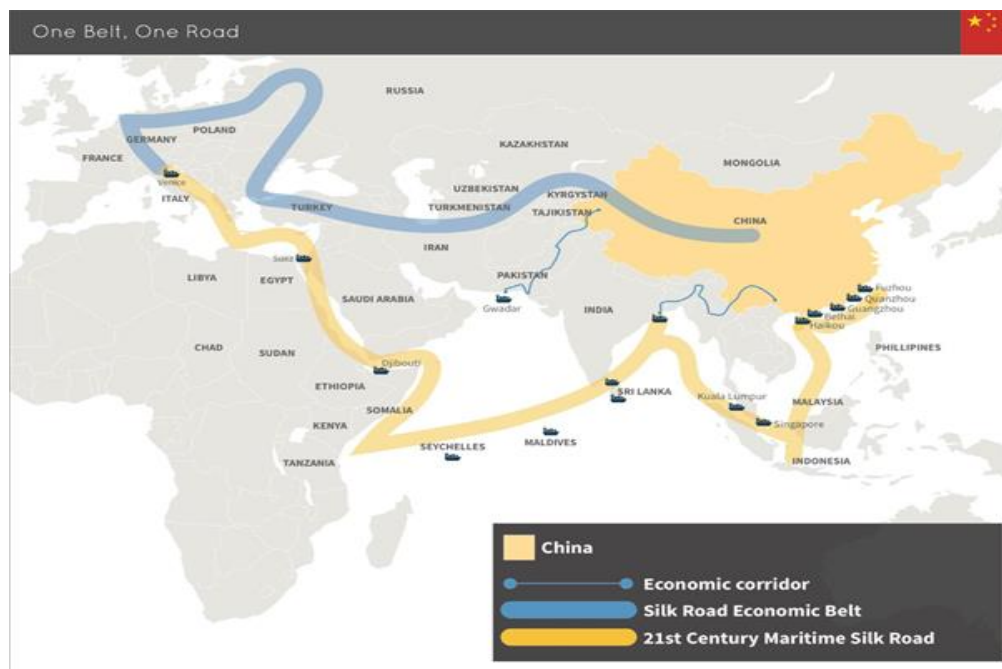 One Belt, One Road
RUSSIA
POLAND
GERMANY
FRANCE
KAZAKHSTAN
MONGOLIA
Venice
ITALY
UZBEKISTAN
KYRGYSTAN
TURKEY
TURKMENISTAN
TAJIKISTAN
CHINA
IRAN
Suez
LIBYA
EGYPT
PAKISTAN
SAUDI ARABIA
Gwadar
INDIA
Fuzhou
Quanzhou
Guangzhou
Beihai
Haikou
CHAD
SUDAN
PHILLIPINES
Djibouti
ETHIOPIA
SRI LANKA
Kuala Lumpur
MALAYSIA
SOMALIA
Singapore
KENYA
SEYCHELLES
MALDIVES
TANZANIA
INDONESIA
China
Economic corridor
Silk Road Economic Belt
21st Century Maritime Silk Road